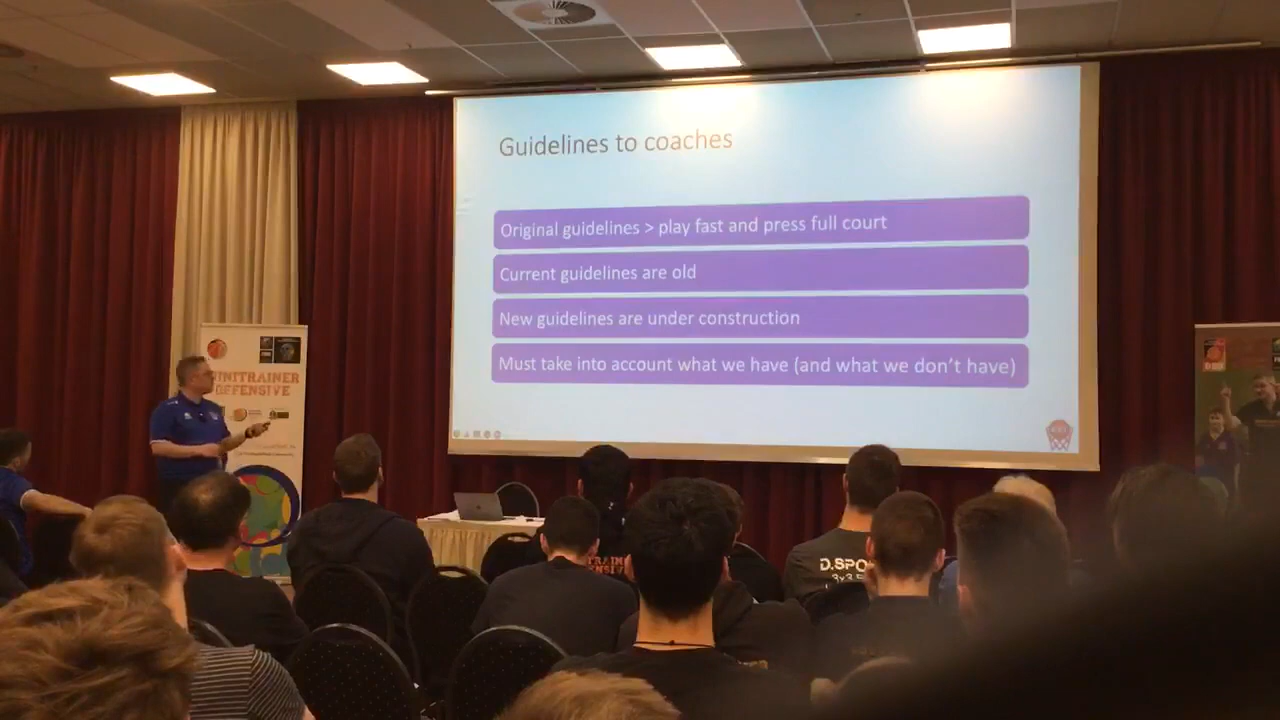 Guidelines to coaches
Original guidelines > play fast and press full court
Current guidelines are old
New guidelines are under construction
Must take into account what we have (and what we don't have)
MINITRAINER
OFFENSIVE
D.SPO
3x3